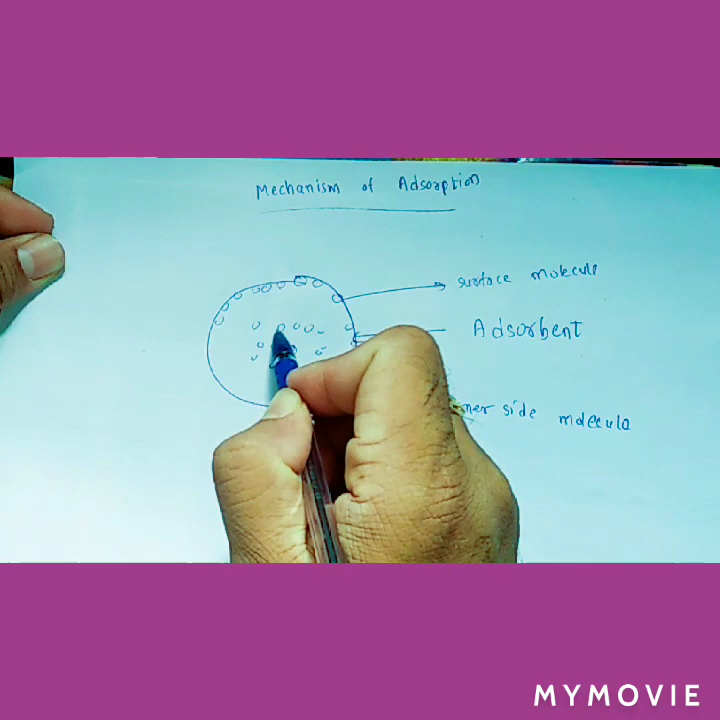 Mechanism of Adsorption
surface molecule
Adsorbent
side molecule
MYMOVIE